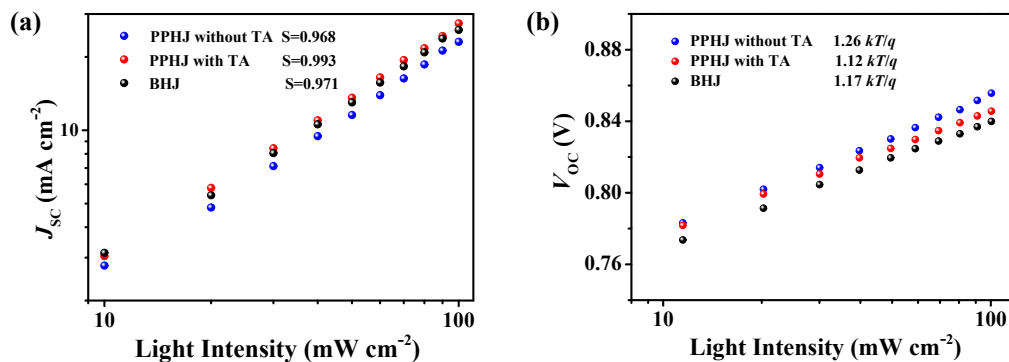 (a)
PPHJ without TA S=0.968
PPHJ with TA S=0.993
BHJ S=0.971
10
J_SC (mA cm⁻²)
10 100
Light Intensity (mW cm⁻²)
(b)
PPHJ without TA 1.26 kT/q
PPHJ with TA 1.12 kT/q
BHJ 1.17 kT/q
0.88
0.84
0.80
0.76
V_OC (V)
10 100
Light Intensity (mW cm⁻²)